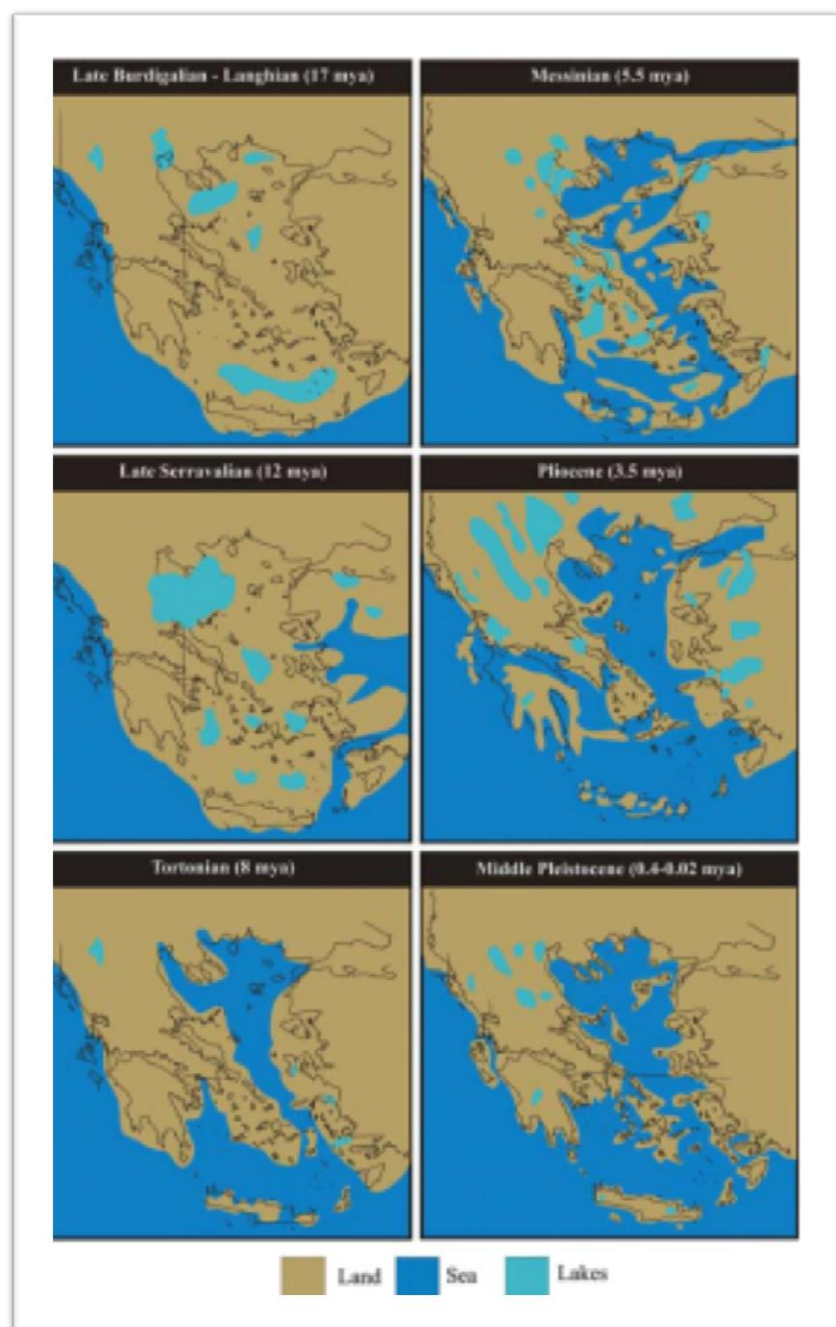 Late Burdigalian - Langhian (17 mya)
Messinian (5.5 mya)
Late Serravalian (12 mya)
Pliocene (3.5 mya)
Tortonian (8 mya)
Middle Pleistocene (0.4-0.02 mya)
Land
Sea
Lakes